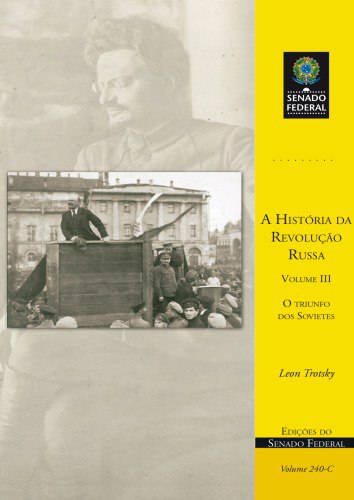 SENADO
FEDERAL
A HISTÓRIA DA
REVOLUÇÃO
RUSSA
VOLUME III
O TRIUNFO
DOS SOVIETES
Leon Trotsky
EDIÇÕES DO
SENADO FEDERAL
Volume 240-C